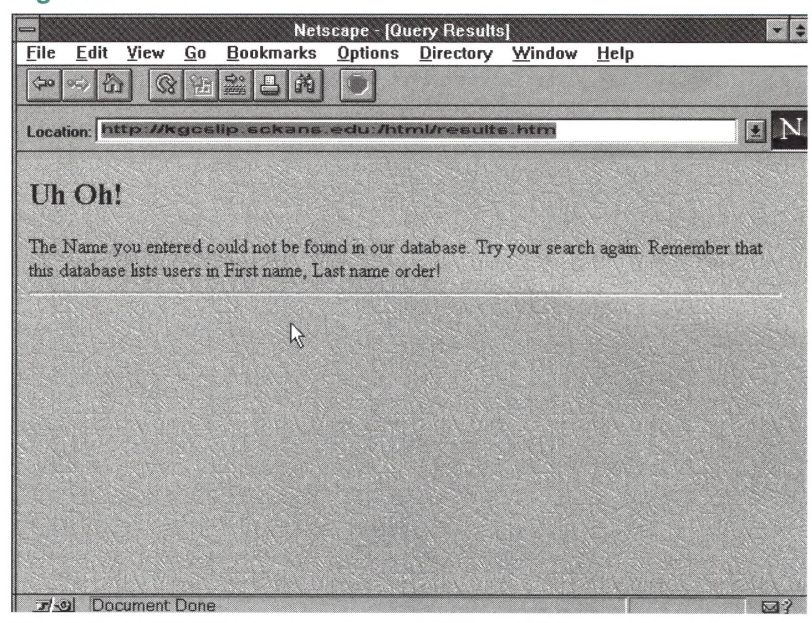 Netscape - [Query Results]
File Edit View Go Bookmarks Options Directory Window Help
Location: http://kgcslip.sckans.edu:/html/results.htm
N
Uh Oh!
The Name you entered could not be found in our database. Try your search again. Remember that
this database lists users in First name, Last name order!
Document Done
?